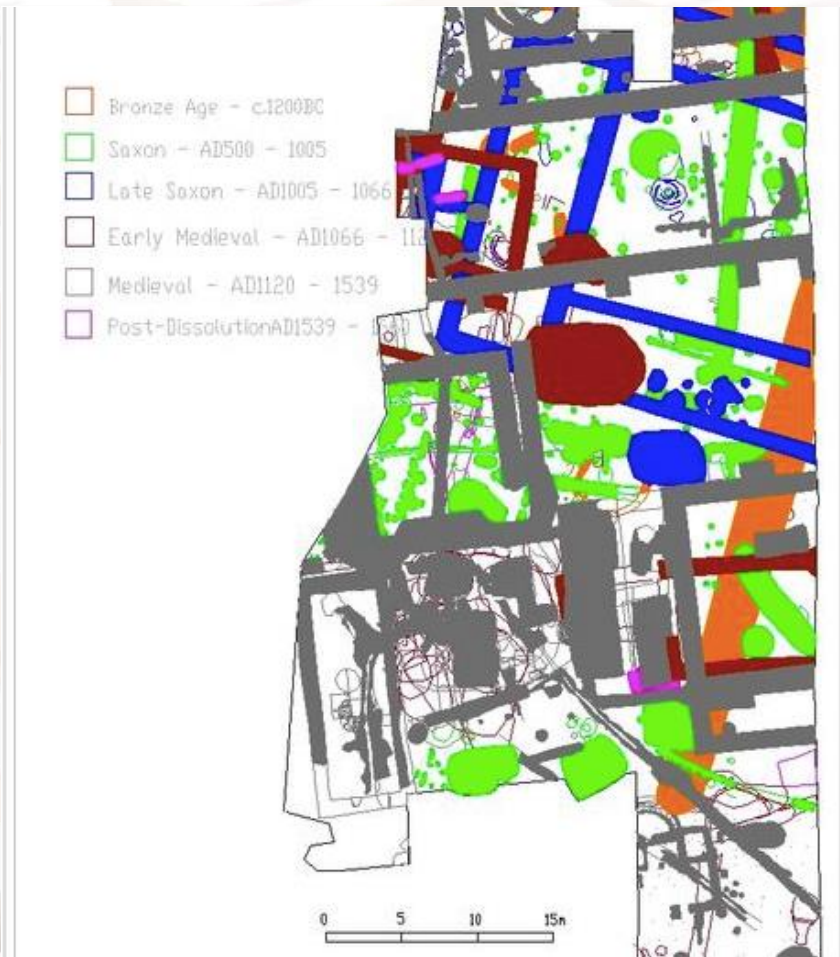 Bronze Age - c.1200BC
Saxon - AD500 - 1005
Late Saxon - AD1005 - 1066
Early Medieval - AD1066 - 112
Medieval - AD1120 - 1539
Post-DissolutionAD1539 -
0 5 10 15m